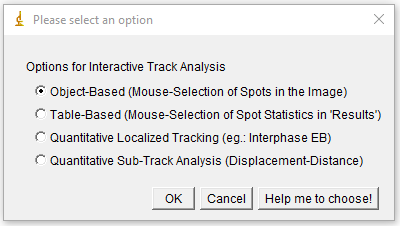 Please select an option
Options for Interactive Track Analysis
Object-Based (Mouse-Selection of Spots in the Image)
Table-Based (Mouse-Selection of Spot Statistics in 'Results')
Quantitative Localized Tracking (eg.: Interphase EB)
Quantitative Sub-Track Analysis (Displacement-Distance)
OK Cancel Help me to choose!